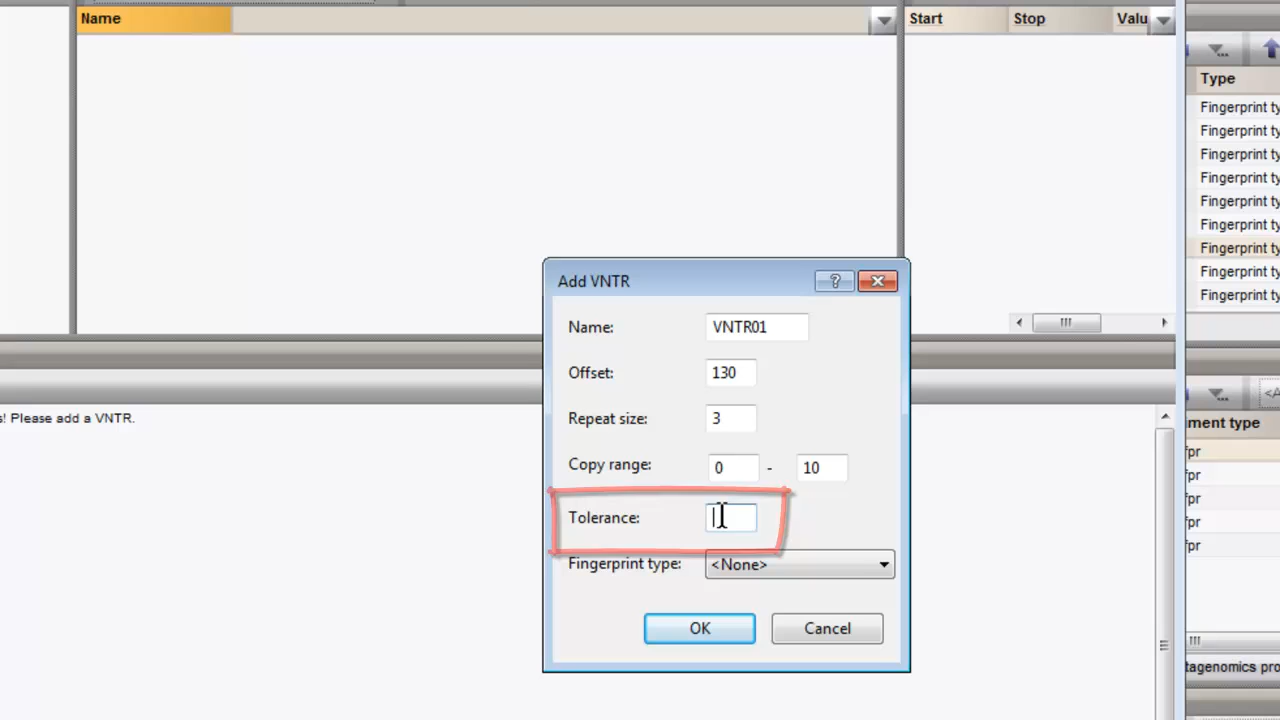 Name
Start Stop Valu
Type
Fingerprint ty
Fingerprint ty
Fingerprint ty
Fingerprint ty
Fingerprint ty
Fingerprint ty
Fingerprint ty
Fingerprint ty
Fingerprint ty
Add VNTR
Name: VNTR01
Offset: 130
Repeat size: 3
Copy range: 0 - 10
Tolerance:
Fingerprint type: <None>
OK Cancel
s! Please add a VNTR.
<A
ment type
fpr
fpr
fpr
fpr
fpr
tagenomics pro